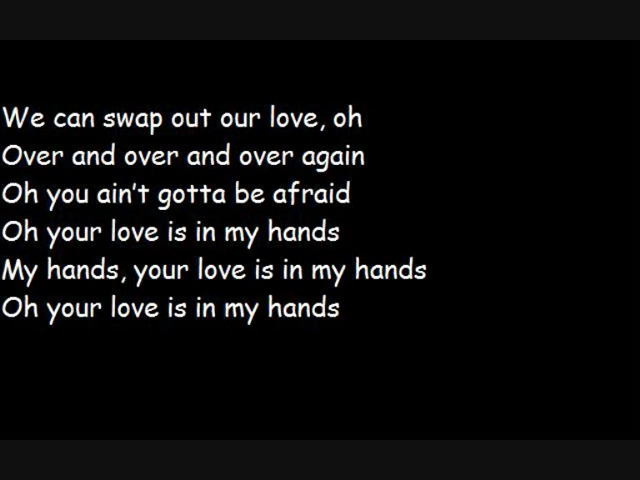 We can swap out our love, oh
Over and over and over again
Oh you ain't gotta be afraid
Oh your love is in my hands
My hands, your love is in my hands
Oh your love is in my hands